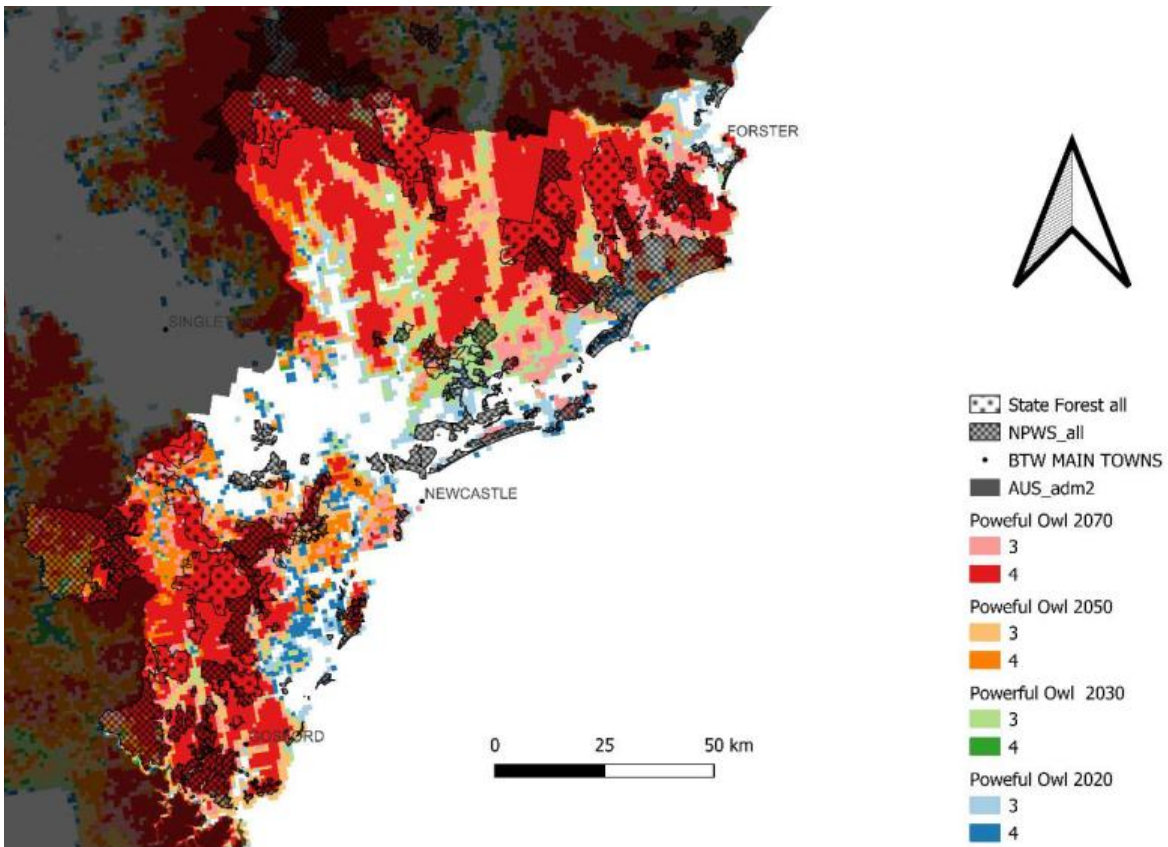 FORSTER
SINGLET
NEWCASTLE
GOSFORD
0 25 50 km
State Forest all
NPWS_all
BTW MAIN TOWNS
AUS_adm2
Poweful Owl 2070
3
4
Poweful Owl 2050
3
4
Powerful Owl 2030
3
4
Poweful Owl 2020
3
4